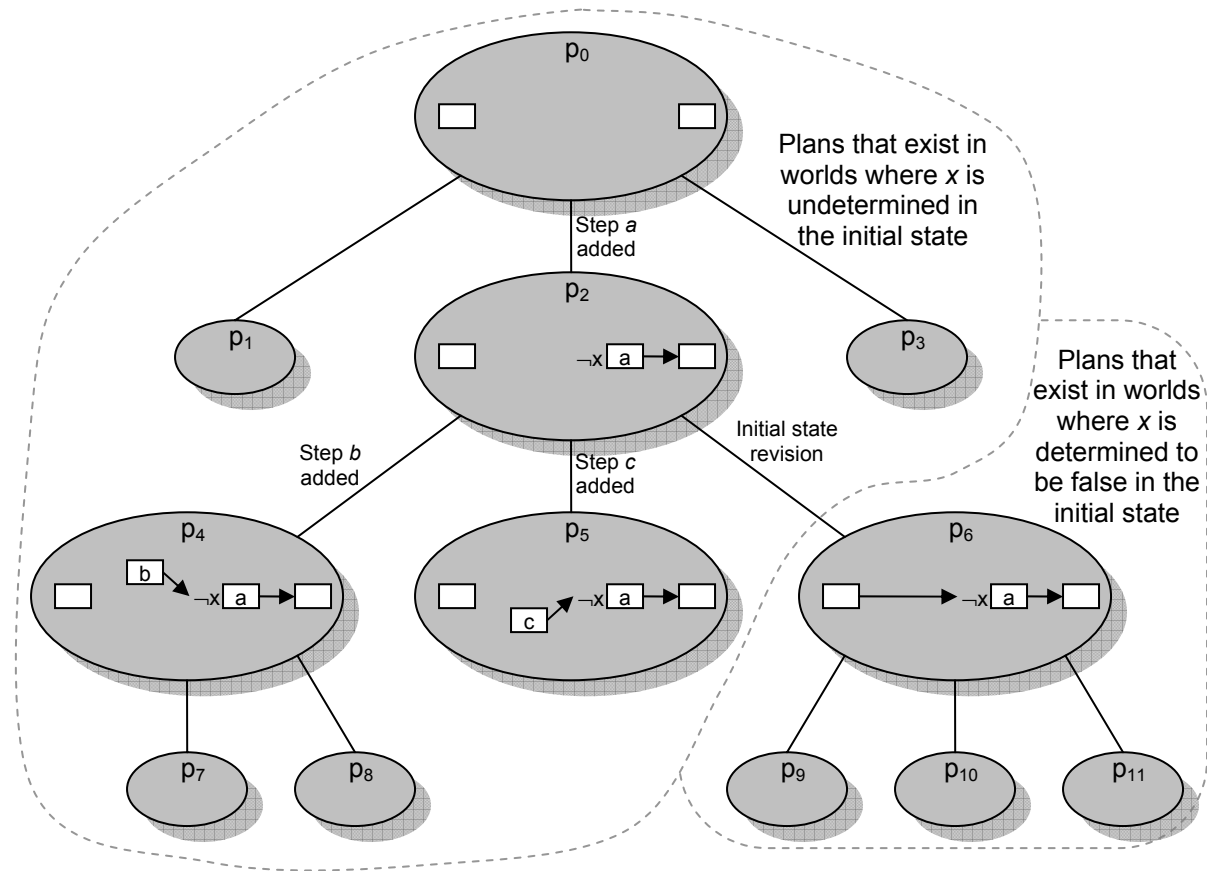 p₀
Plans that exist in
worlds where x is
undetermined in
the initial state
Step a
added
p₂
p₁
¬x a
p₃
Plans that
exist in worlds
where x is
determined to
be false in the
initial state
Step b
added
Step c
added
Initial state
revision
p₄
b
¬x a
p₅
c
¬x a
p₆
¬x a
p₇
p₈
p₉
p₁₀
p₁₁